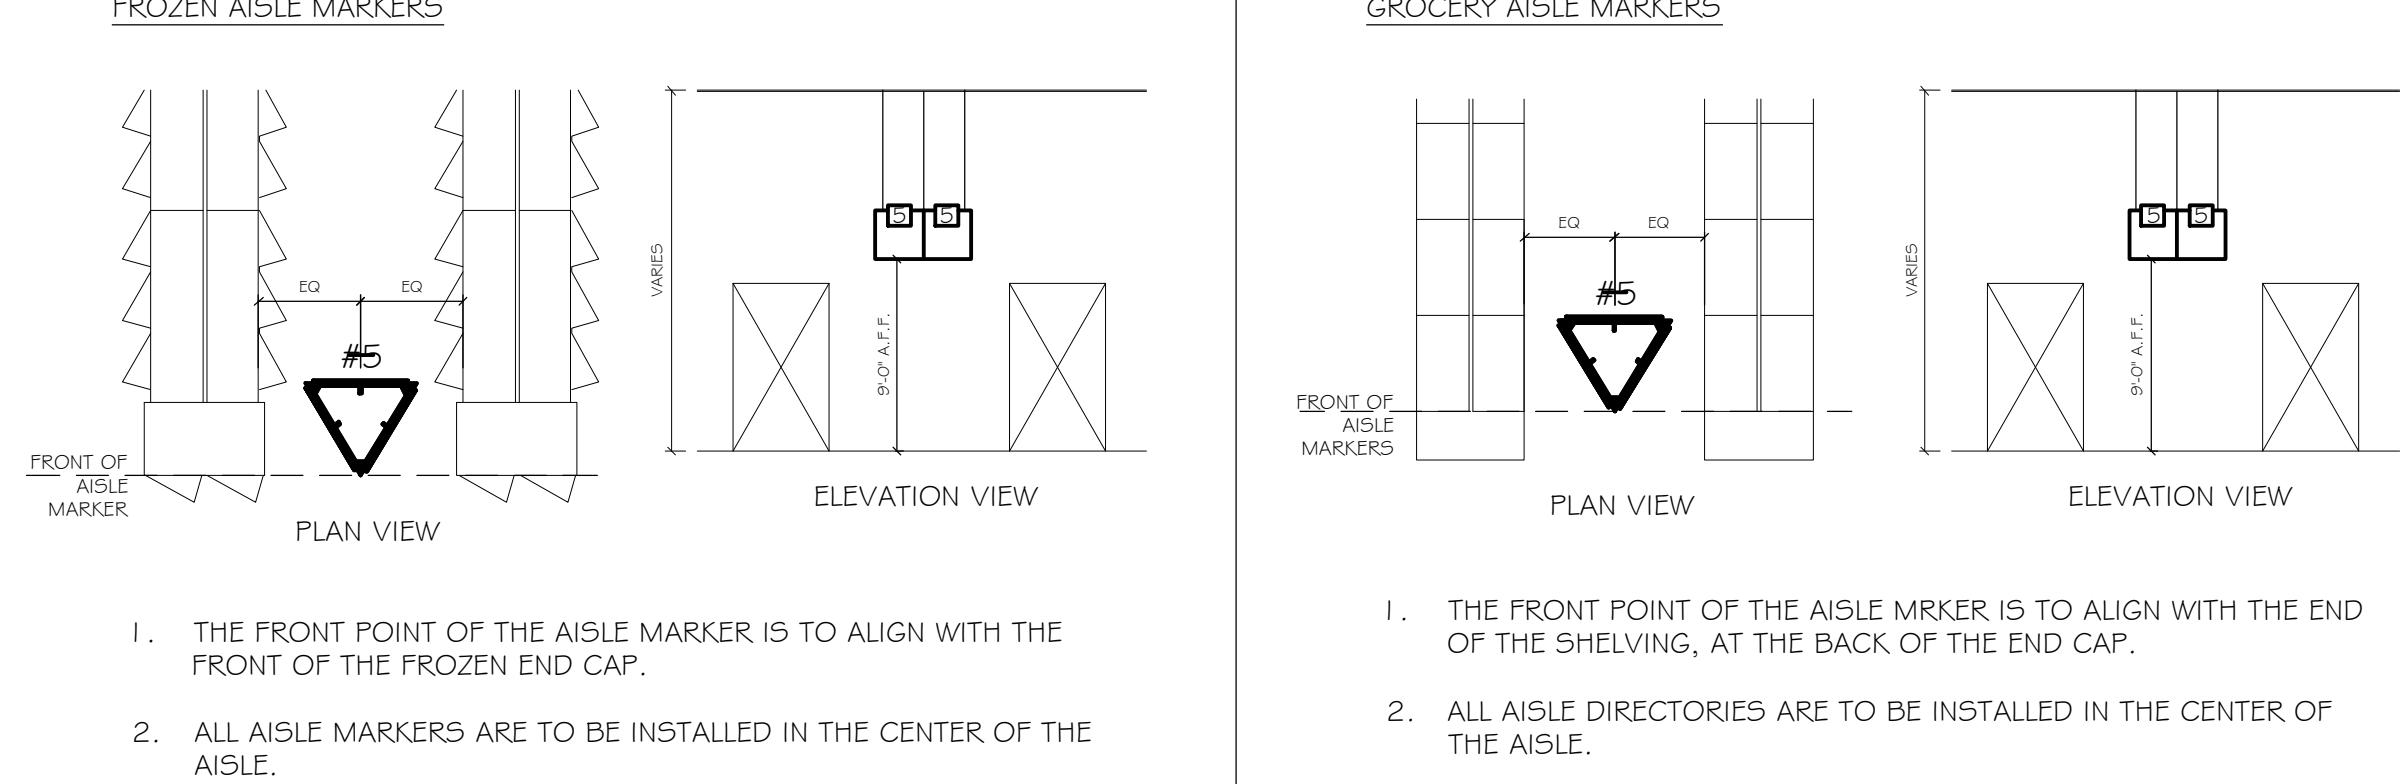 FROZEN AISLE MARKERS
EQ
EQ
#5
FRONT OF
AISLE
MARKER
PLAN VIEW
VARIES
5
5
9'-0" A.F.F.
ELEVATION VIEW
1. THE FRONT POINT OF THE AISLE MARKER IS TO ALIGN WITH THE
FRONT OF THE FROZEN END CAP.
2. ALL AISLE MARKERS ARE TO BE INSTALLED IN THE CENTER OF THE
AISLE.
GROCERY AISLE MARKERS
EQ
EQ
#5
FRONT OF
AISLE
MARKERS
PLAN VIEW
VARIES
5
5
9'-0" A.F.F.
ELEVATION VIEW
1. THE FRONT POINT OF THE AISLE MRKER IS TO ALIGN WITH THE END
OF THE SHELVING, AT THE BACK OF THE END CAP.
2. ALL AISLE DIRECTORIES ARE TO BE INSTALLED IN THE CENTER OF
THE AISLE.